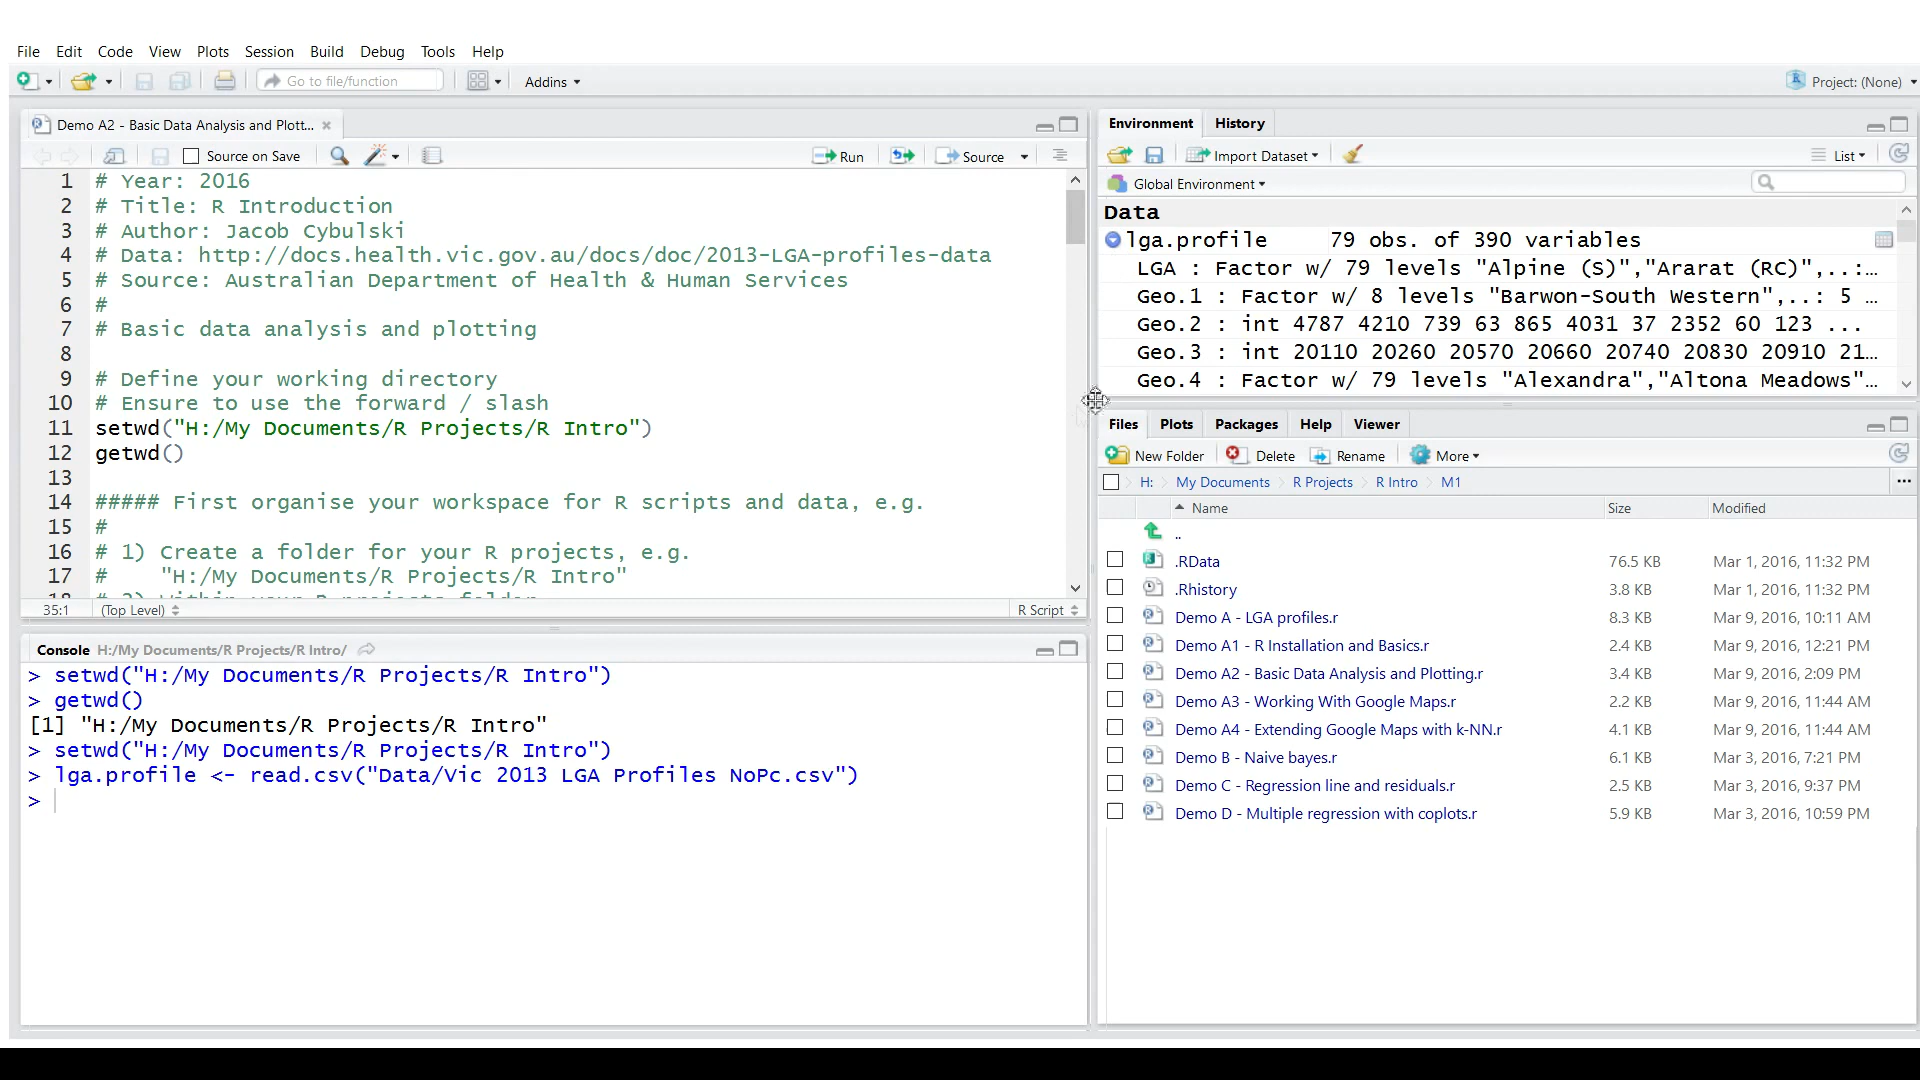 File Edit Code View Plots Session Build Debug Tools Help
Go to file/function Addins Project: (None)
Demo A2 - Basic Data Analysis and Plott...
Source on Save Run Source
1 # Year: 2016
2 # Title: R Introduction
3 # Author: Jacob Cybulski
4 # Data: http://docs.health.vic.gov.au/docs/doc/2013-LGA-profiles-data
5 # Source: Australian Department of Health & Human Services
6 #
7 # Basic data analysis and plotting
8
9 # Define your working directory
10 # Ensure to use the forward / slash
11 setwd("H:/My Documents/R Projects/R Intro")
12 getwd()
13
14 ##### First organise your workspace for R scripts and data, e.g.
15 #
16 # 1) Create a folder for your R projects, e.g.
17 #    "H:/My Documents/R Projects/R Intro"
35:1 (Top Level) R Script
Console H:/My Documents/R Projects/R Intro/
> setwd("H:/My Documents/R Projects/R Intro")
> getwd()
[1] "H:/My Documents/R Projects/R Intro"
> setwd("H:/My Documents/R Projects/R Intro")
> lga.profile <- read.csv("Data/Vic 2013 LGA Profiles NoPc.csv")
>
Environment History
Import Dataset List
Global Environment
Data
lga.profile 79 obs. of 390 variables
LGA : Factor w/ 79 levels "Alpine (S)","Ararat (RC)",..:...
Geo.1 : Factor w/ 8 levels "Barwon-South Western",..: 5 ...
Geo.2 : int 4787 4210 739 63 865 4031 37 2352 60 123 ...
Geo.3 : int 20110 20260 20570 20660 20740 20830 20910 21...
Geo.4 : Factor w/ 79 levels "Alexandra","Altona Meadows"...
Files Plots Packages Help Viewer
New Folder Delete Rename More
H: My Documents R Projects R Intro M1 ...
Name Size Modified
..
.RData 76.5 KB Mar 1, 2016, 11:32 PM
.Rhistory 3.8 KB Mar 1, 2016, 11:32 PM
Demo A - LGA profiles.r 8.3 KB Mar 9, 2016, 10:11 AM
Demo A1 - R Installation and Basics.r 2.4 KB Mar 9, 2016, 12:21 PM
Demo A2 - Basic Data Analysis and Plotting.r 3.4 KB Mar 9, 2016, 2:09 PM
Demo A3 - Working With Google Maps.r 2.2 KB Mar 9, 2016, 11:44 AM
Demo A4 - Extending Google Maps with k-NN.r 4.1 KB Mar 9, 2016, 11:44 AM
Demo B - Naive bayes.r 6.1 KB Mar 3, 2016, 7:21 PM
Demo C - Regression line and residuals.r 2.5 KB Mar 3, 2016, 9:37 PM
Demo D - Multiple regression with coplots.r 5.9 KB Mar 3, 2016, 10:59 PM